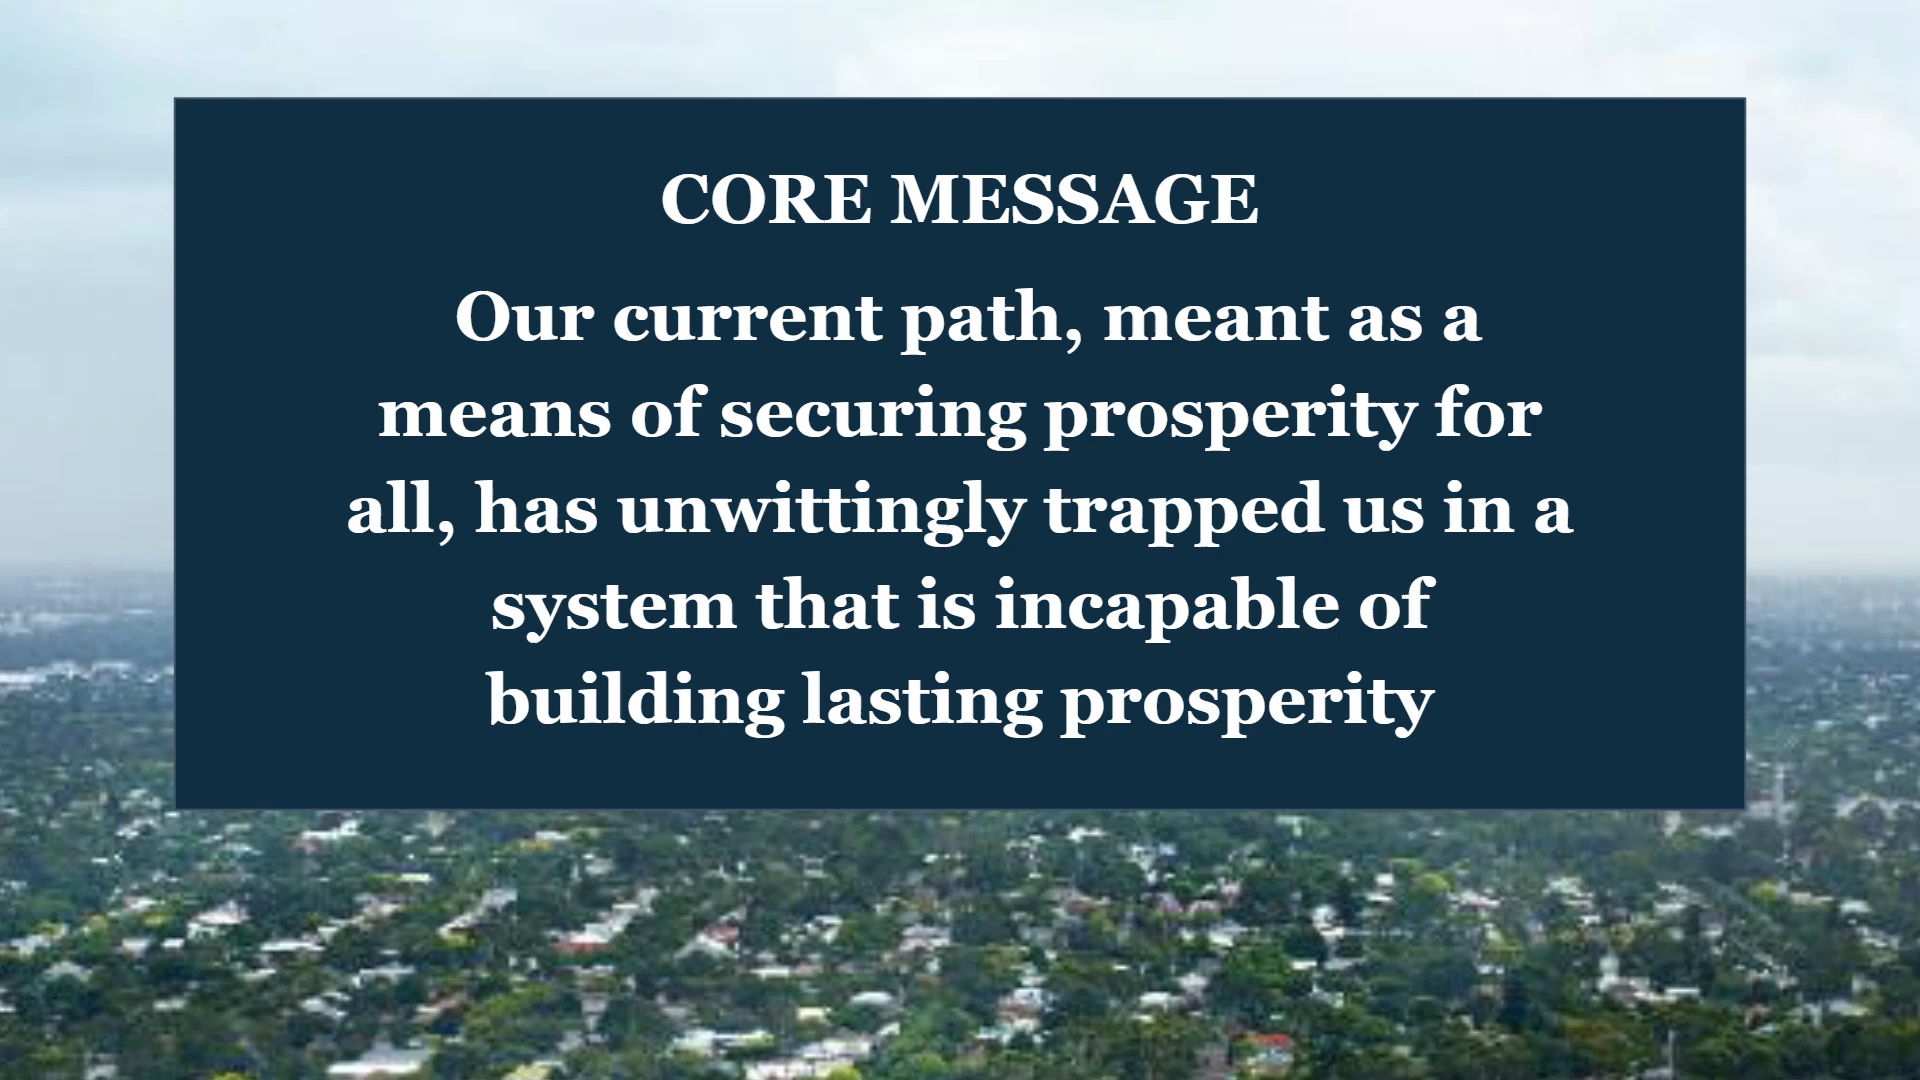 CORE MESSAGE
Our current path, meant as a
means of securing prosperity for
all, has unwittingly trapped us in a
system that is incapable of
building lasting prosperity